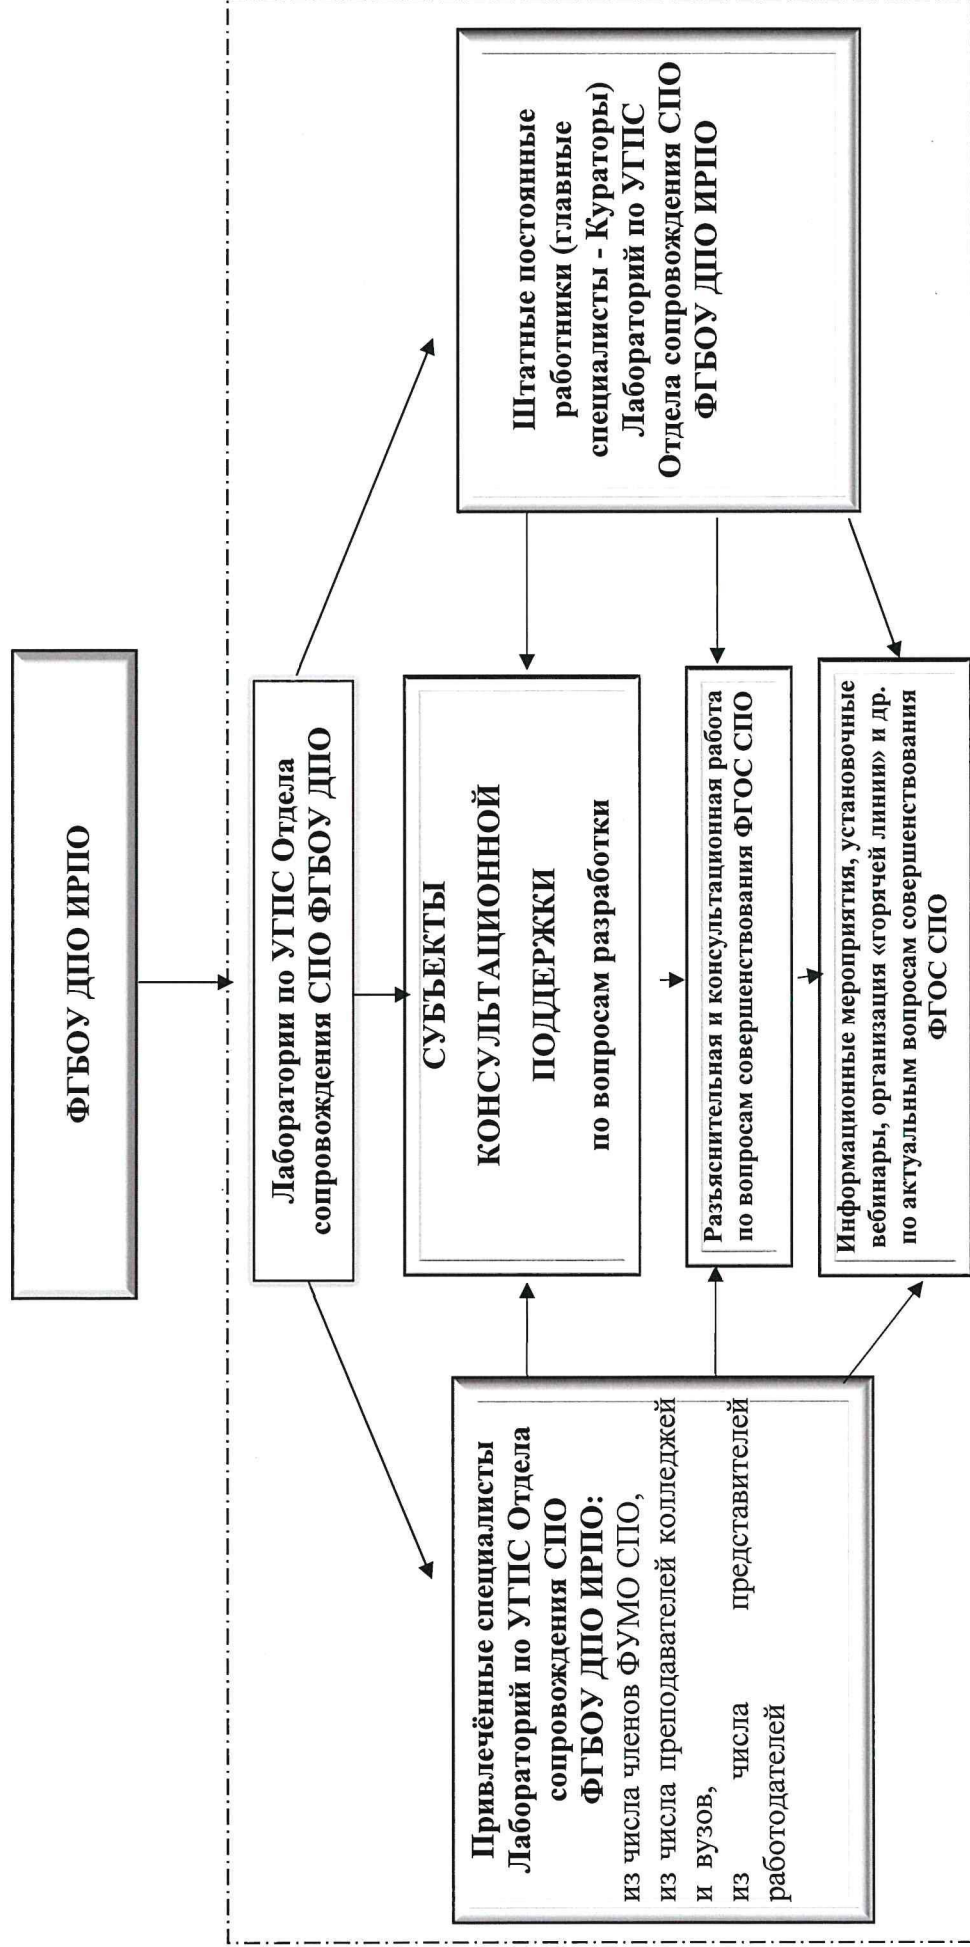 ФГБОУ ДПО ИРПО
Лаборатории по УГПС Отдела
сопровождения СПО ФГБОУ ДПО
Привлечённые специалисты
Лабораторий по УГПС Отдела
сопровождения СПО
ФГБОУ ДПО ИРПО:
из числа членов ФУМО СПО,
из числа преподавателей колледжей
и вузов,
из числа представителей
работодателей
СУБЪЕКТЫ
КОНСУЛЬТАЦИОННОЙ
ПОДДЕРЖКИ
по вопросам разработки
Штатные постоянные
работники (главные
специалисты - Кураторы)
Лабораторий по УГПС
Отдела сопровождения СПО
ФГБОУ ДПО ИРПО
Разъяснительная и консультационная работа
по вопросам совершенствования ФГОС СПО
Информационные мероприятия, установочные
вебинары, организация «горячей линии» и др.
по актуальным вопросам совершенствования
ФГОС СПО